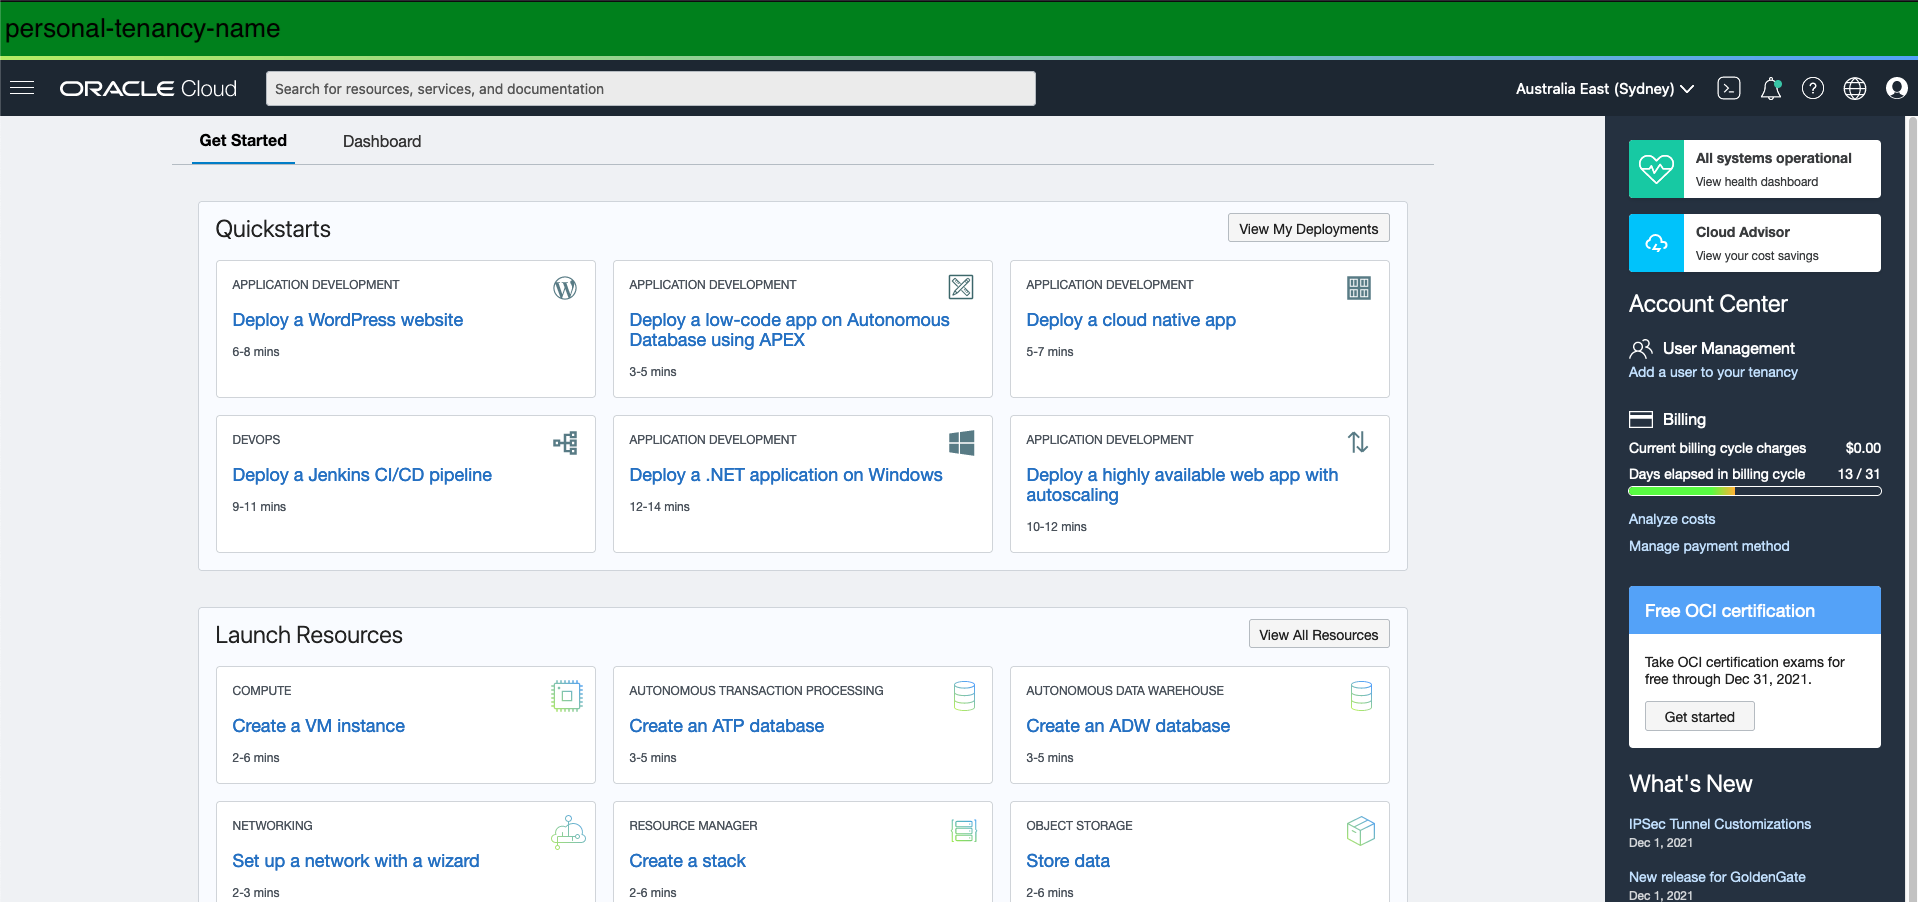 personal-tenancy-name
ORACLE Cloud
Search for resources, services, and documentation
Australia East (Sydney)
Get Started
Dashboard
Quickstarts
View My Deployments
APPLICATION DEVELOPMENT
Deploy a WordPress website
6-8 mins
APPLICATION DEVELOPMENT
Deploy a low-code app on Autonomous
Database using APEX
3-5 mins
APPLICATION DEVELOPMENT
Deploy a cloud native app
5-7 mins
DEVOPS
Deploy a Jenkins CI/CD pipeline
9-11 mins
APPLICATION DEVELOPMENT
Deploy a .NET application on Windows
12-14 mins
APPLICATION DEVELOPMENT
Deploy a highly available web app with
autoscaling
10-12 mins
Launch Resources
View All Resources
COMPUTE
Create a VM instance
2-6 mins
AUTONOMOUS TRANSACTION PROCESSING
Create an ATP database
3-5 mins
AUTONOMOUS DATA WAREHOUSE
Create an ADW database
3-5 mins
NETWORKING
Set up a network with a wizard
2-3 mins
RESOURCE MANAGER
Create a stack
2-6 mins
OBJECT STORAGE
Store data
2-6 mins
All systems operational
View health dashboard
Cloud Advisor
View your cost savings
Account Center
User Management
Add a user to your tenancy
Billing
Current billing cycle charges $0.00
Days elapsed in billing cycle 13 / 31
Analyze costs
Manage payment method
Free OCI certification
Take OCI certification exams for
free through Dec 31, 2021.
Get started
What's New
IPSec Tunnel Customizations
Dec 1, 2021
New release for GoldenGate
Dec 1, 2021